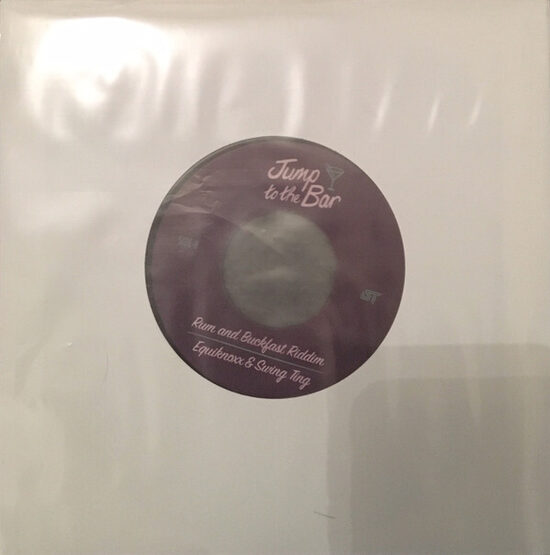 Jump
to the Bar
Rum and Buckfast Riddim
Equiknoxx & Swing Ting